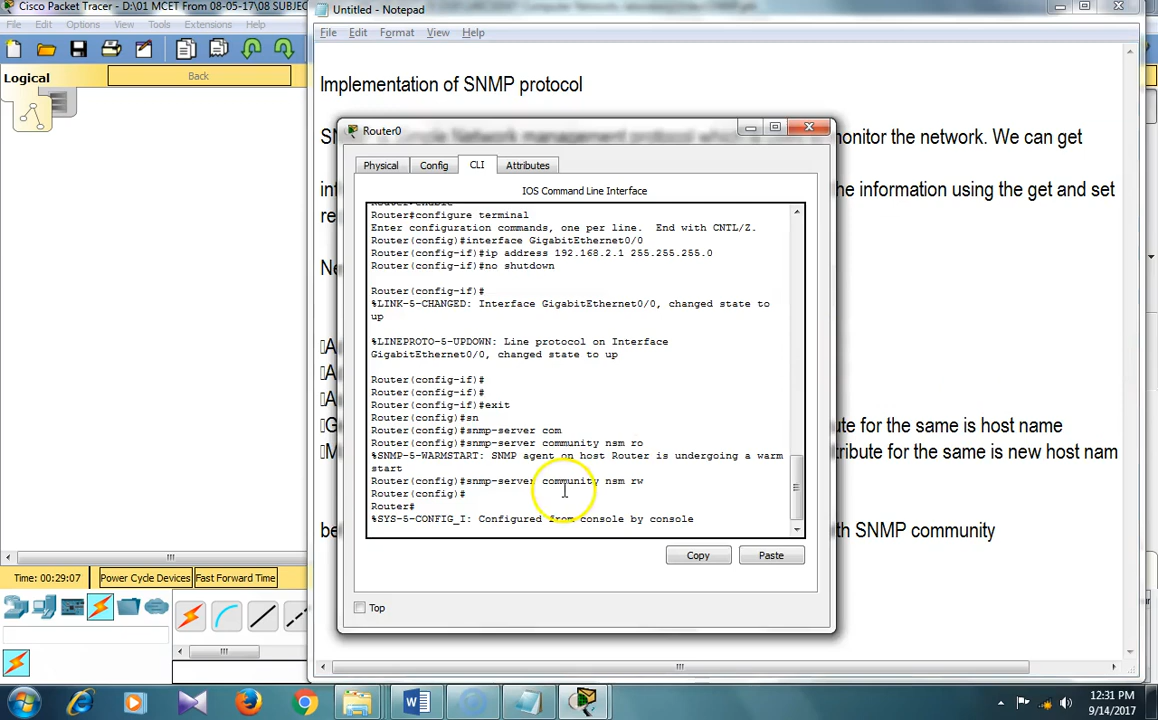 Cisco Packet Tracer - D:\01 MCET From 08-05-17\08 SUBJEC
Untitled - Notepad
File Edit Options View Tools Extensions
File Edit Format View Help
Logical
Back
Implementation of SNMP protocol
monitor the network. We can get
the information using the get and set
Router0
Physical Config CLI Attributes
IOS Command Line Interface
Router#configure terminal
Enter configuration commands, one per line. End with CNTL/Z.
Router(config)#interface GigabitEthernet0/0
Router(config-if)#ip address 192.168.2.1 255.255.255.0
Router(config-if)#no shutdown
Router(config-if)#
%LINK-5-CHANGED: Interface GigabitEthernet0/0, changed state to
up
%LINEPROTO-5-UPDOWN: Line protocol on Interface
GigabitEthernet0/0, changed state to up
Router(config-if)#
Router(config-if)#
Router(config-if)#exit
Router(config)#sn
Router(config)#snmp-server com
Router(config)#snmp-server community nsm ro
%SNMP-5-WARMSTART: SNMP agent on host Router is undergoing a warm
start
Router(config)#snmp-server community nsm rw
Router(config)#
Router#
%SYS-5-CONFIG_I: Configured from console by console
ute for the same is host name
tribute for the same is new host nam
th SNMP community
Copy Paste
Top
Time: 00:29:07 Power Cycle Devices Fast Forward Time
12:31 PM
9/14/2017